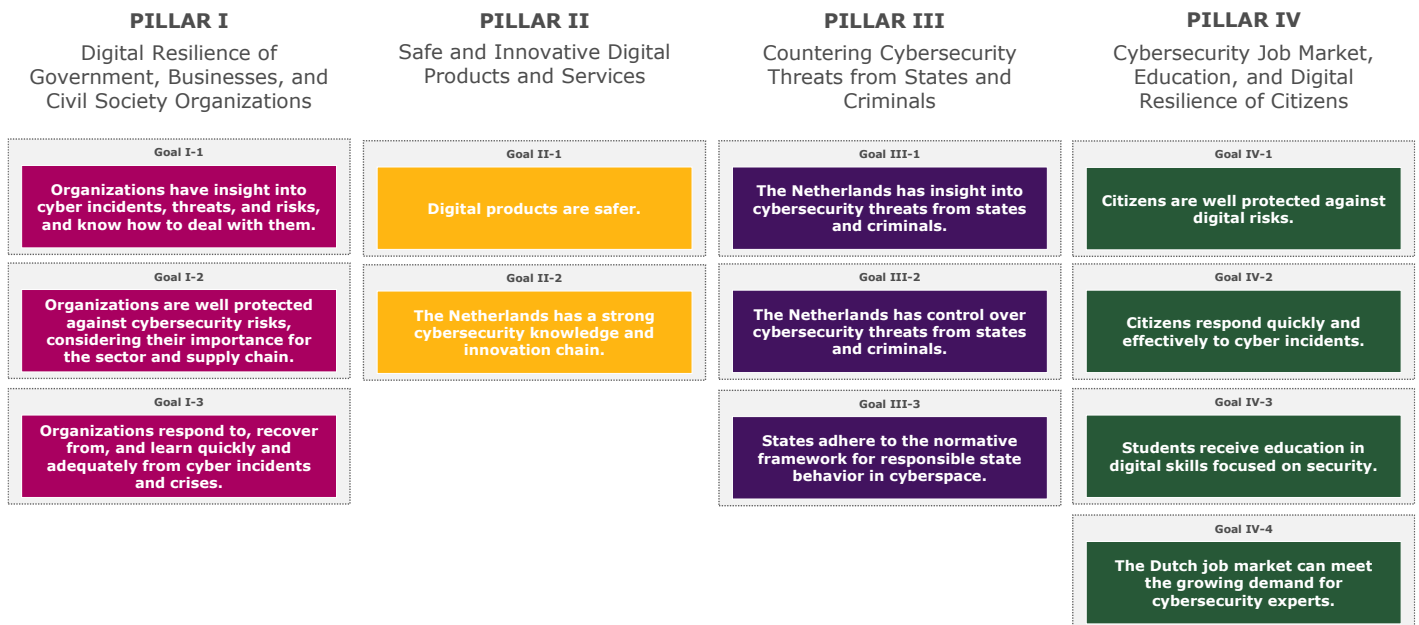 PILLAR I
Digital Resilience of
Government, Businesses, and
Civil Society Organizations
Goal I-1
Organizations have insight into
cyber incidents, threats, and risks,
and know how to deal with them.
Goal I-2
Organizations are well protected
against cybersecurity risks,
considering their importance for
the sector and supply chain.
Goal I-3
Organizations respond to, recover
from, and learn quickly and
adequately from cyber incidents
and crises.
PILLAR II
Safe and Innovative Digital
Products and Services
Goal II-1
Digital products are safer.
Goal II-2
The Netherlands has a strong
cybersecurity knowledge and
innovation chain.
PILLAR III
Countering Cybersecurity
Threats from States and
Criminals
Goal III-1
The Netherlands has insight into
cybersecurity threats from states
and criminals.
Goal III-2
The Netherlands has control over
cybersecurity threats from states
and criminals.
Goal III-3
States adhere to the normative
framework for responsible state
behavior in cyberspace.
PILLAR IV
Cybersecurity Job Market,
Education, and Digital
Resilience of Citizens
Goal IV-1
Citizens are well protected against
digital risks.
Goal IV-2
Citizens respond quickly and
effectively to cyber incidents.
Goal IV-3
Students receive education in
digital skills focused on security.
Goal IV-4
The Dutch job market can meet
the growing demand for
cybersecurity experts.